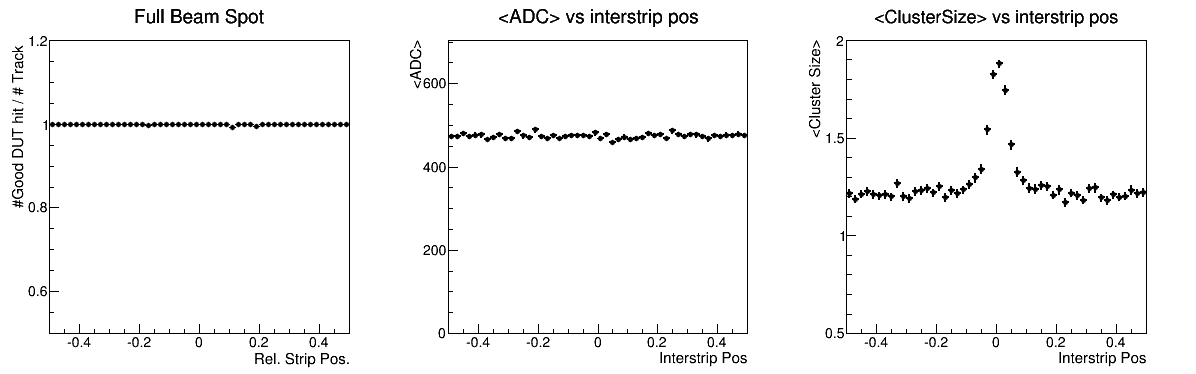 Full Beam Spot
#Good DUT hit / # Track
1.2
1
0.8
0.6
-0.4 -0.2 0 0.2 0.4
Rel. Strip Pos.
<ADC> vs interstrip pos
<ADC>
600
400
200
0
-0.4 -0.2 0 0.2 0.4
Interstrip Pos
<ClusterSize> vs interstrip pos
<Cluster Size>
2
1.5
1
0.5
-0.4 -0.2 0 0.2 0.4
Interstrip Pos